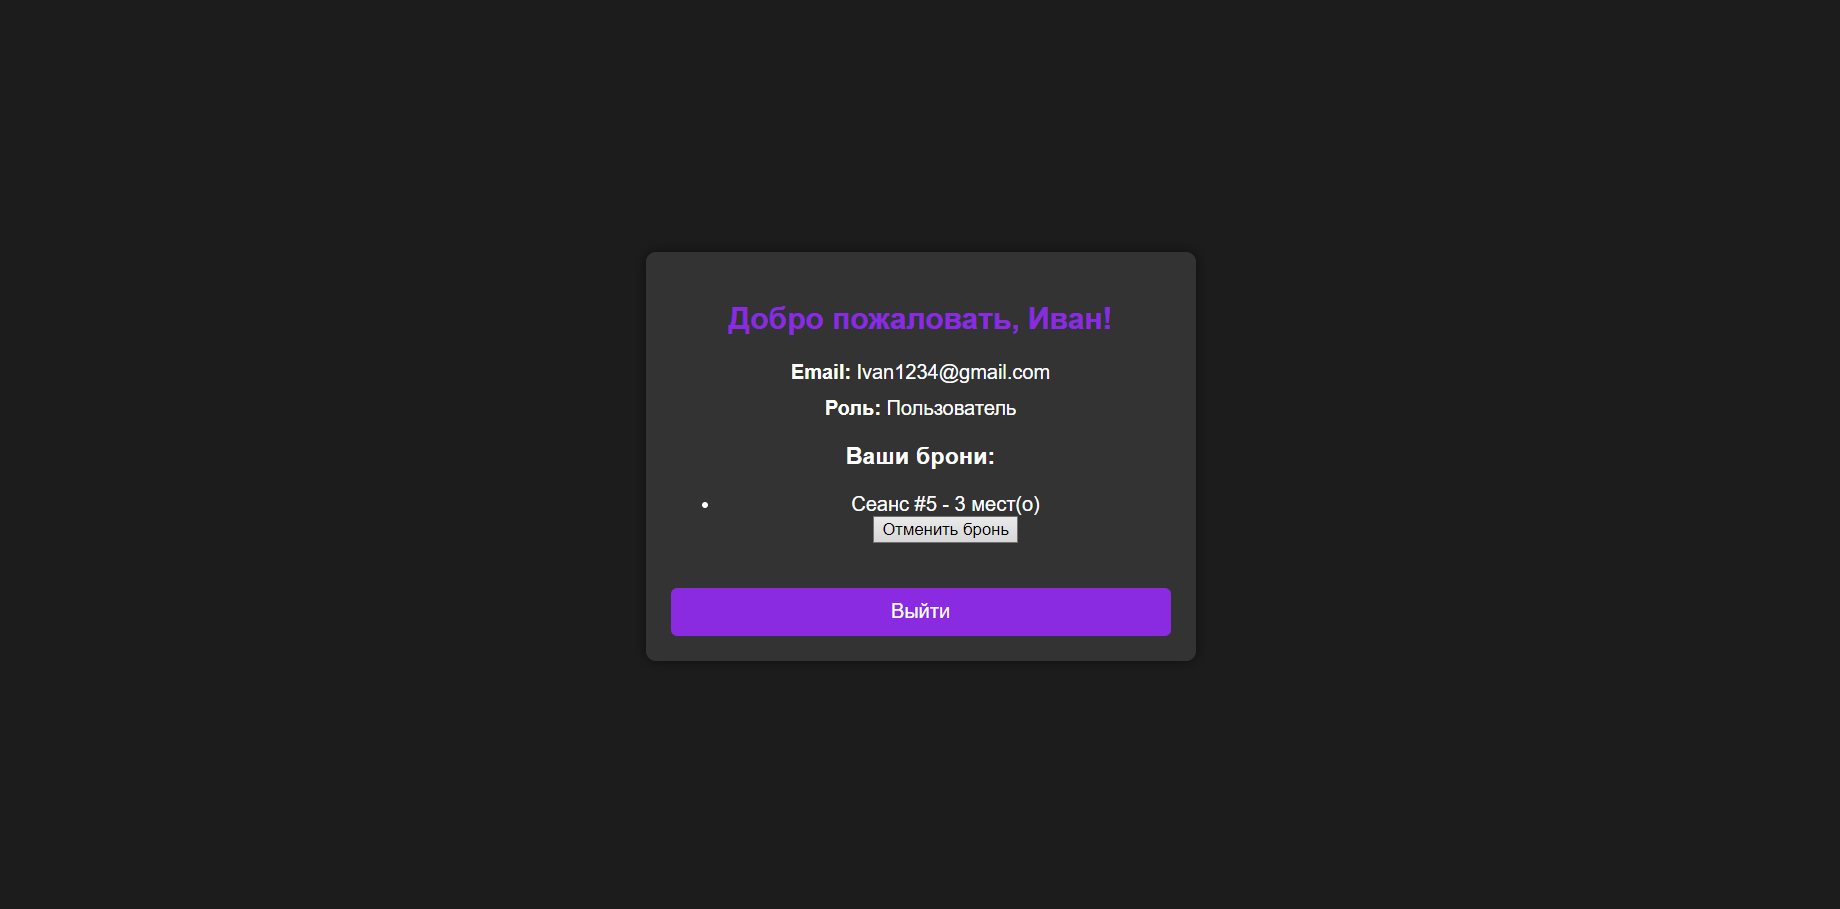 Добро пожаловать, Иван!
Email: Ivan1234@gmail.com
Роль: Пользователь
Ваши брони:
• Сеанс #5 - 3 мест(о)
Отменить бронь
Выйти